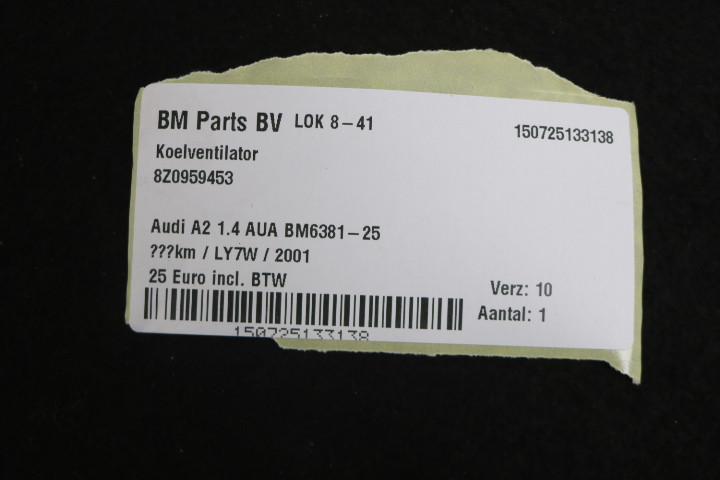 BM Parts BV LOK 8-41
150725133138
Koelventilator
8Z0959453
Audi A2 1.4 AUA BM6381-25
???km / LY7W / 2001
25 Euro incl. BTW
Verz: 10
Aantal: 1
150725133138